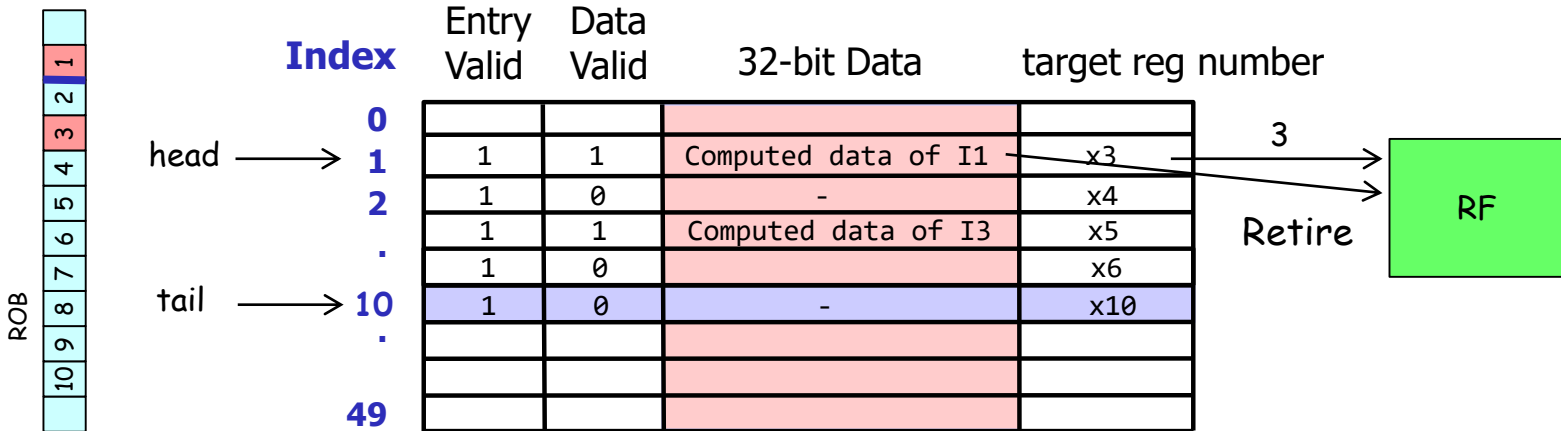 ROB
1
2
3
4
5
6
7
8
9
10
Index
Entry Valid
Data Valid
32-bit Data
target reg number
0
head
1
1 1 Computed data of I1 x3
3
2
1 0 - x4
.
1 1 Computed data of I3 x5
1 0 x6
Retire
RF
tail
10
1 0 - x10
.
49